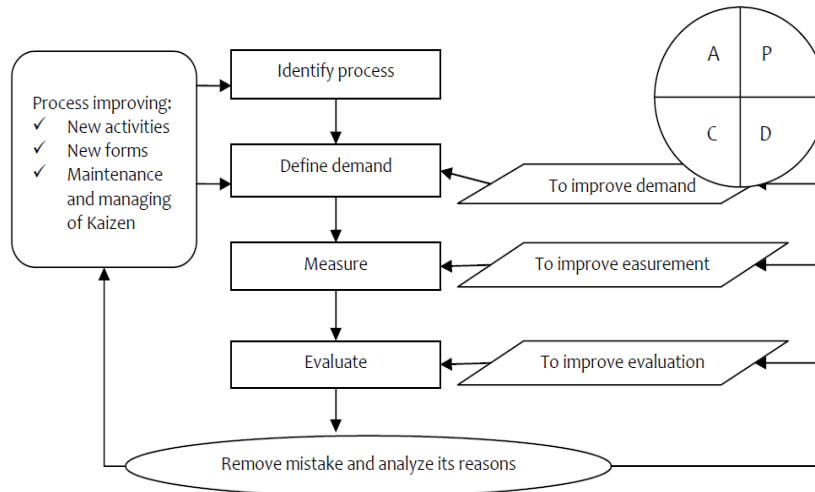 Identify process
A P
C D
Process improving:
✓ New activities
✓ New forms
✓ Maintenance
and managing
of Kaizen
Define demand
To improve demand
Measure
To improve easurement
Evaluate
To improve evaluation
Remove mistake and analyze its reasons